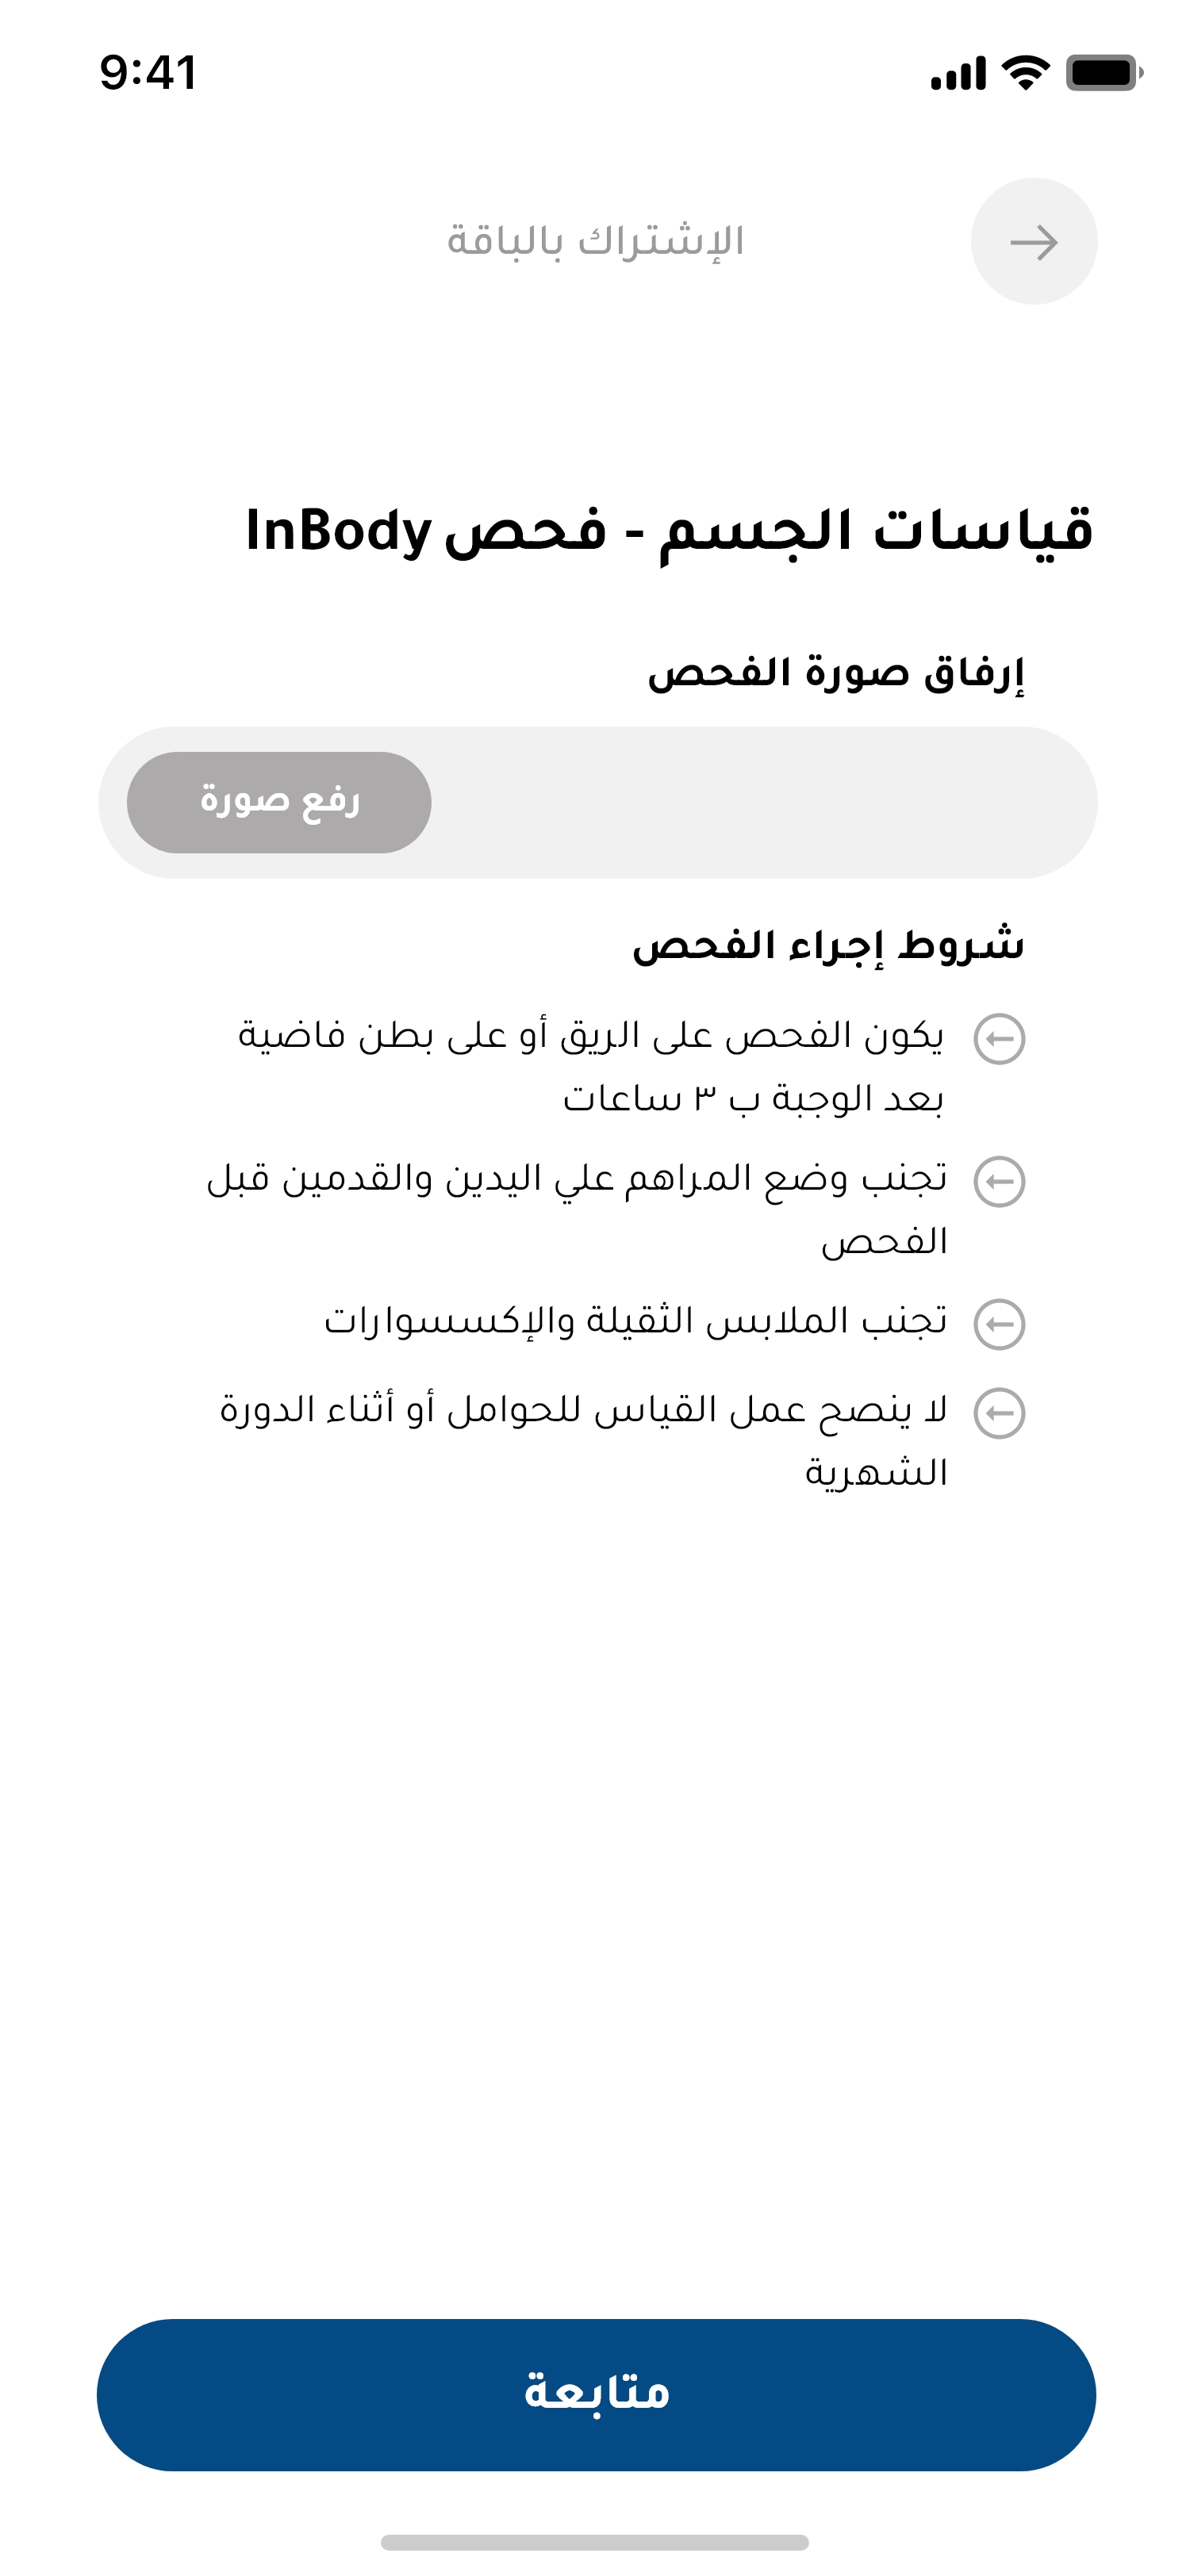 9:41
الإشتراك بالباقة
قياسات الجسم - فحص InBody
إرفاق صورة الفحص
رفع صورة
شروط إجراء الفحص
يكون الفحص على الريق أو على بطن فاضية
بعد الوجبة ب ٣ ساعات
تجنب وضع المراهم علي اليدين والقدمين قبل
الفحص
تجنب الملابس الثقيلة والإكسسوارات
لا ينصح عمل القياس للحوامل أو أثناء الدورة
الشهرية
متابعة